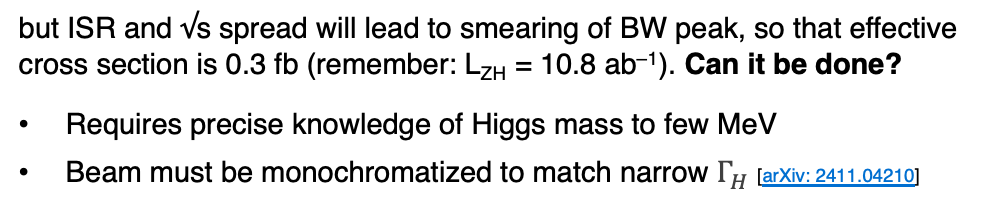 but ISR and √s spread will lead to smearing of BW peak, so that effective
cross section is 0.3 fb (remember: L_ZH = 10.8 ab⁻¹). Can it be done?
• Requires precise knowledge of Higgs mass to few MeV
• Beam must be monochromatized to match narrow Γ_H [arXiv: 2411.04210]